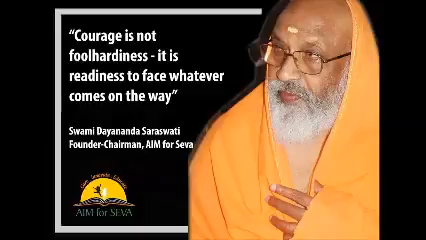 “Courage is not
foolhardiness - it is
readiness to face whatever
comes on the way”
Swami Dayananda Saraswati
Founder-Chairman, AIM for Seva
AIM for SEVA